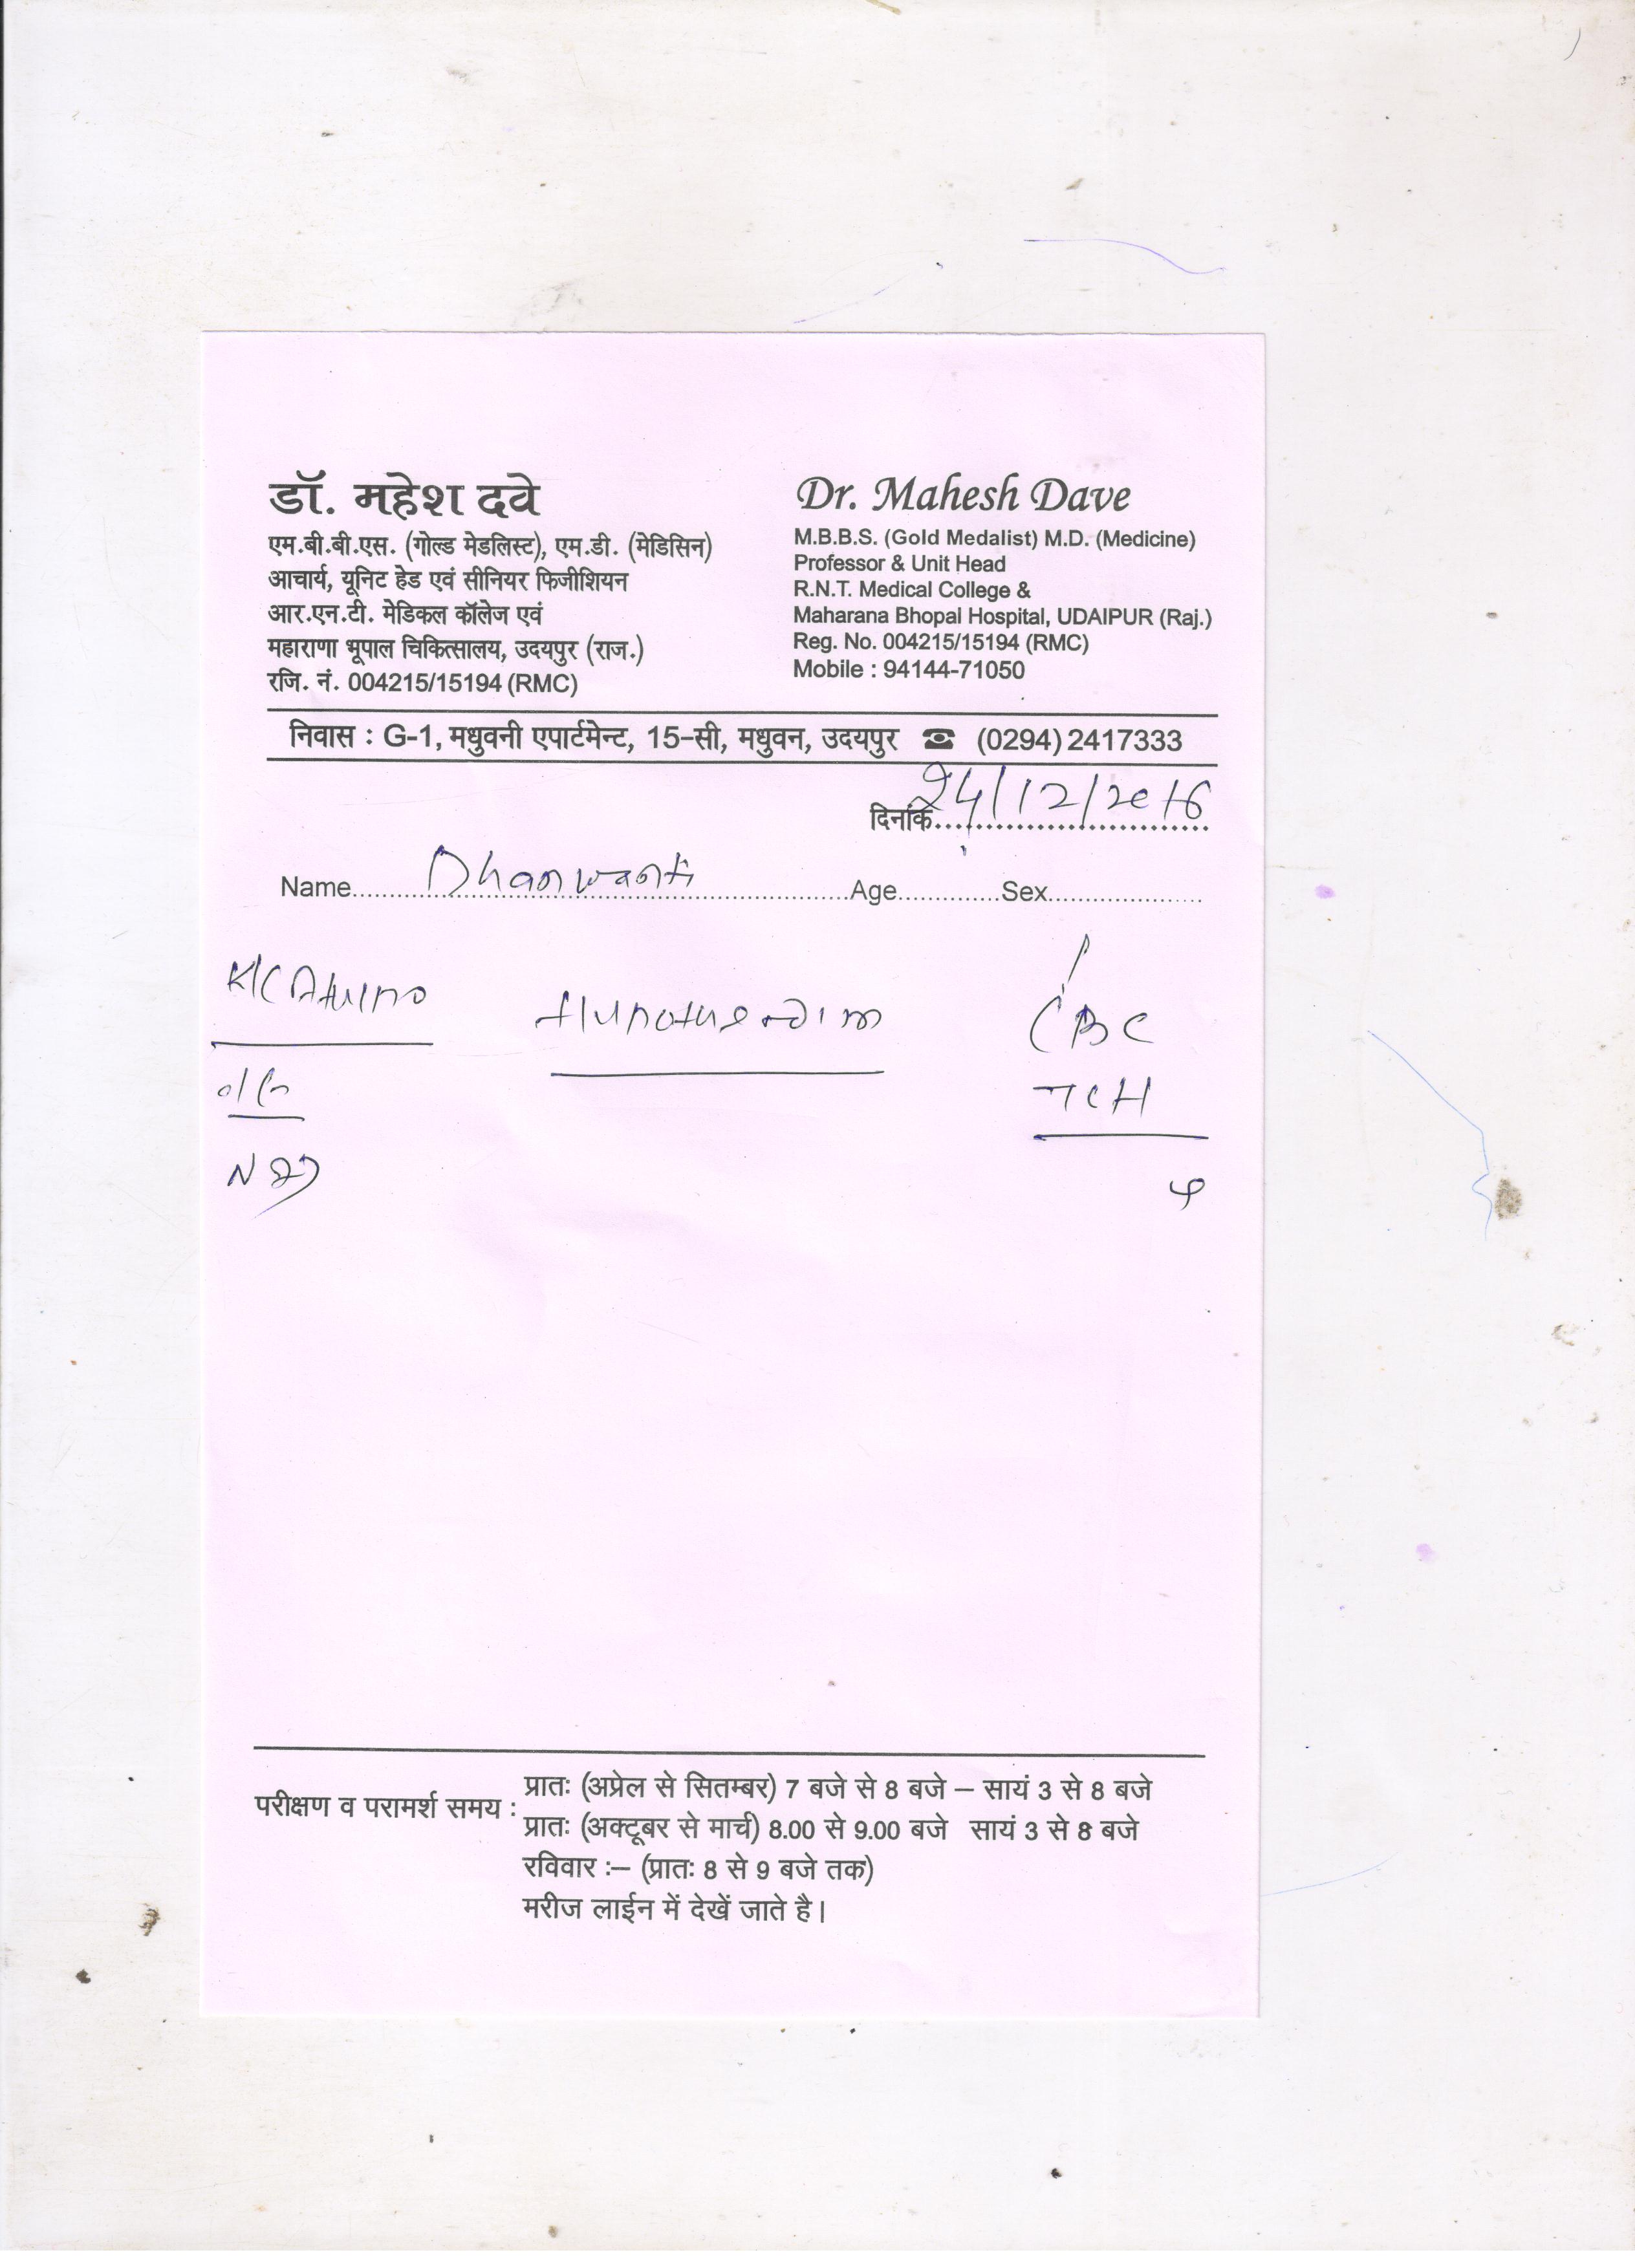 डॉ. महेश दवे
एम.बी.बी.एस. (गोल्ड मेडलिस्ट), एम.डी. (मेडिसिन)
आचार्य, यूनिट हेड एवं सीनियर फिजीशियन
आर.एन.टी. मेडिकल कॉलेज एवं
महाराणा भूपाल चिकित्सालय, उदयपुर (राज.)
रजि. नं. 004215/15194 (RMC)
Dr. Mahesh Dave
M.B.B.S. (Gold Medalist) M.D. (Medicine)
Professor & Unit Head
R.N.T. Medical College &
Maharana Bhopal Hospital, UDAIPUR (Raj.)
Reg. No. 004215/15194 (RMC)
Mobile : 94144-71050
निवास : G-1, मधुवनी एपार्टमेन्ट, 15-सी, मधुवन, उदयपुर ☎ (0294) 2417333
दिनांक 24/12/2016
Name Dhanwanti Age Sex
CBC
परीक्षण व परामर्श समय :
प्रातः (अप्रेल से सितम्बर) 7 बजे से 8 बजे – सायं 3 से 8 बजे
प्रातः (अक्टूबर से मार्च) 8.00 से 9.00 बजे सायं 3 से 8 बजे
रविवार :– (प्रातः 8 से 9 बजे तक)
मरीज लाईन में देखें जाते है।